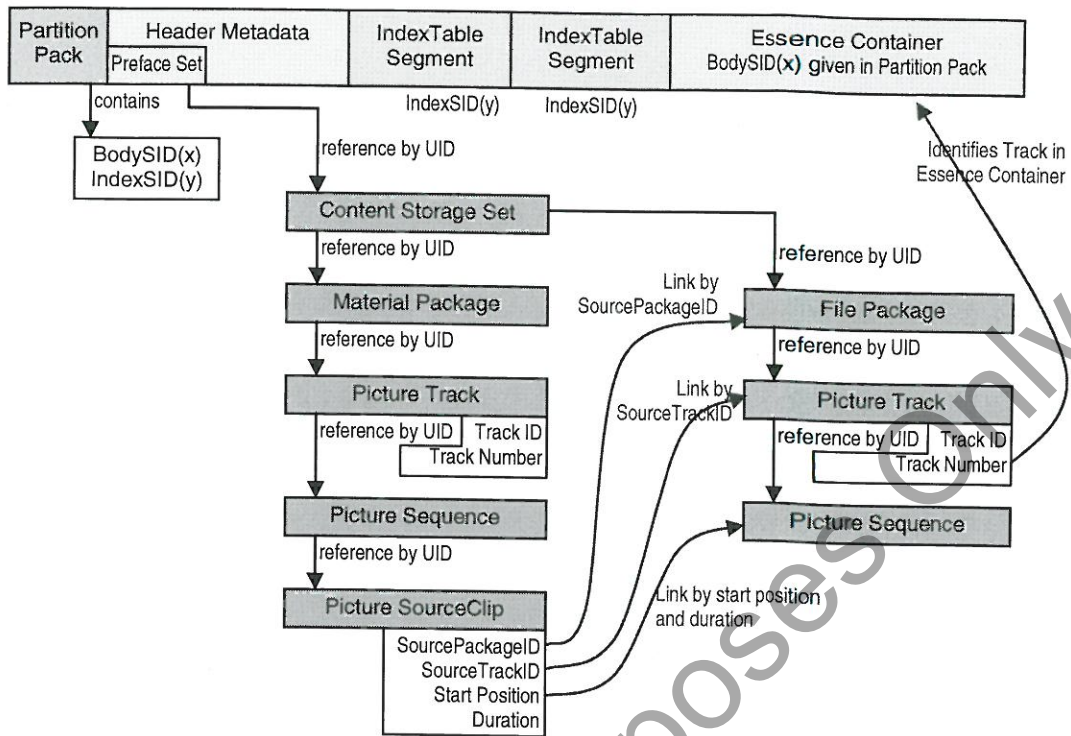 Partition
Pack
Header Metadata
Preface Set
IndexTable
Segment
IndexTable
Segment
Essence Container
BodySID(x) given in Partition Pack
IndexSID(y)
IndexSID(y)
contains
BodySID(x)
IndexSID(y)
reference by UID
Identifies Track in
Essence Container
Content Storage Set
reference by UID
reference by UID
Link by
SourcePackageID
Material Package
File Package
reference by UID
reference by UID
Link by
SourceTrackID
Picture Track
Picture Track
reference by UID
Track ID
Track Number
reference by UID
Track ID
Track Number
Picture Sequence
Picture Sequence
reference by UID
Link by start position
and duration
Picture SourceClip
SourcePackageID
SourceTrackID
Start Position
Duration
poses Only